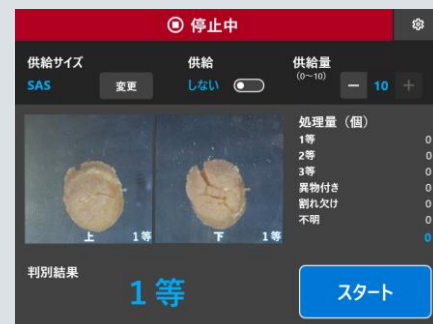 停止中
供給サイズ
SAS
変更
供給
しない
供給量
(0~10)
− 10 +
処理量（個）
1等 0
2等 0
3等 0
異物付き 0
割れ欠け 0
不明 0
0
上 1等
下 1等
判別結果
1等
スタート